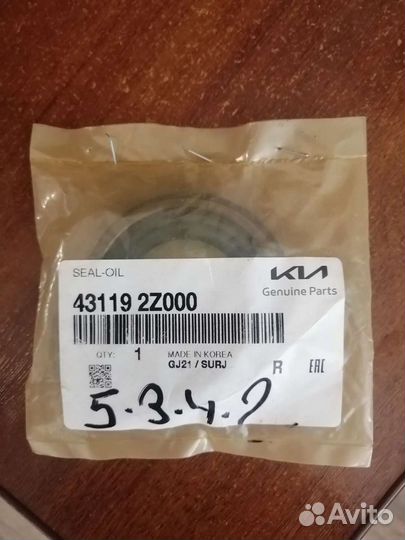 SEAL-OIL
KIA
Genuine Parts
43119 2Z000
QTY: 1
MADE IN KOREA
GJ21 / SURJ
R
EAC
5-3-4-2
Avito